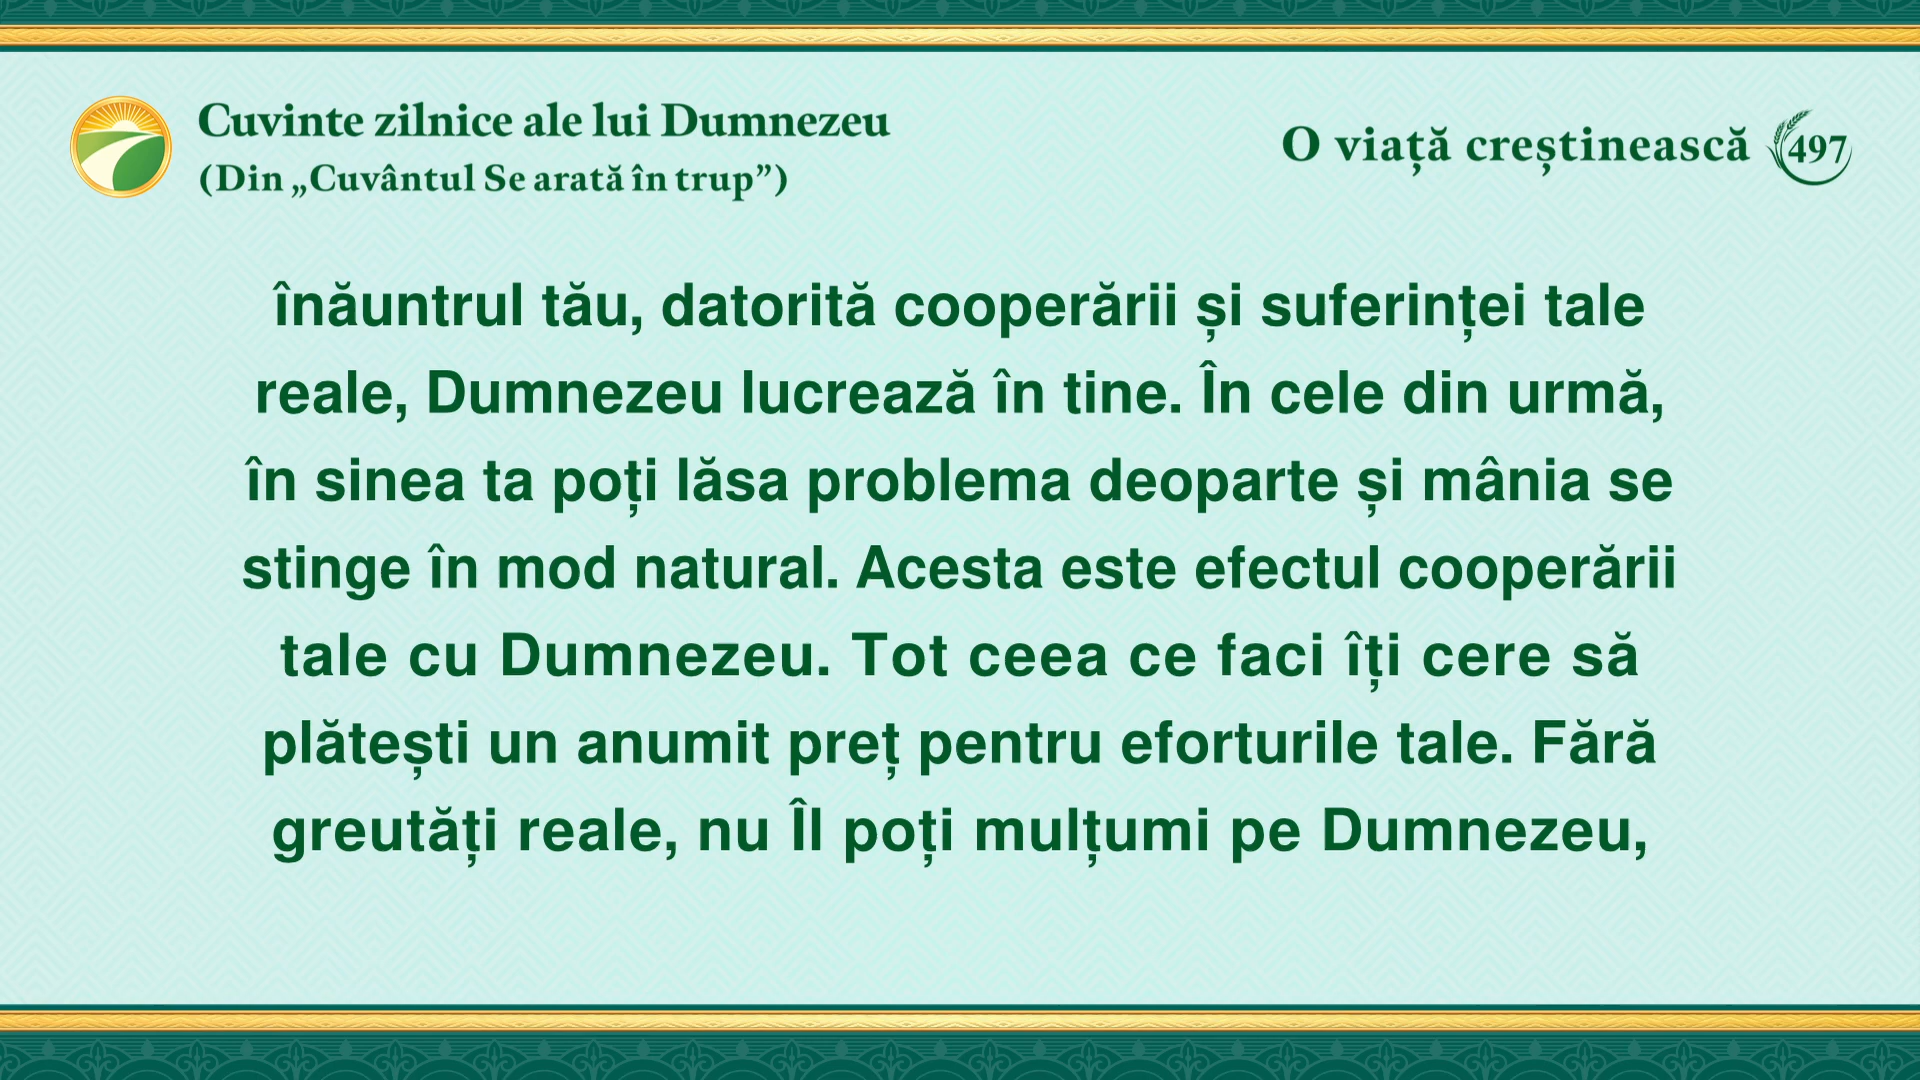 Cuvinte zilnice ale lui Dumnezeu
(Din „Cuvântul Se arată în trup”)
O viață creștinească 497
înăuntrul tău, datorită cooperării și suferinței tale
reale, Dumnezeu lucrează în tine. În cele din urmă,
în sinea ta poți lăsa problema deoparte și mânia se
stinge în mod natural. Acesta este efectul cooperării
tale cu Dumnezeu. Tot ceea ce faci îți cere să
plătești un anumit preț pentru eforturile tale. Fără
greutăți reale, nu Îl poți mulțumi pe Dumnezeu,